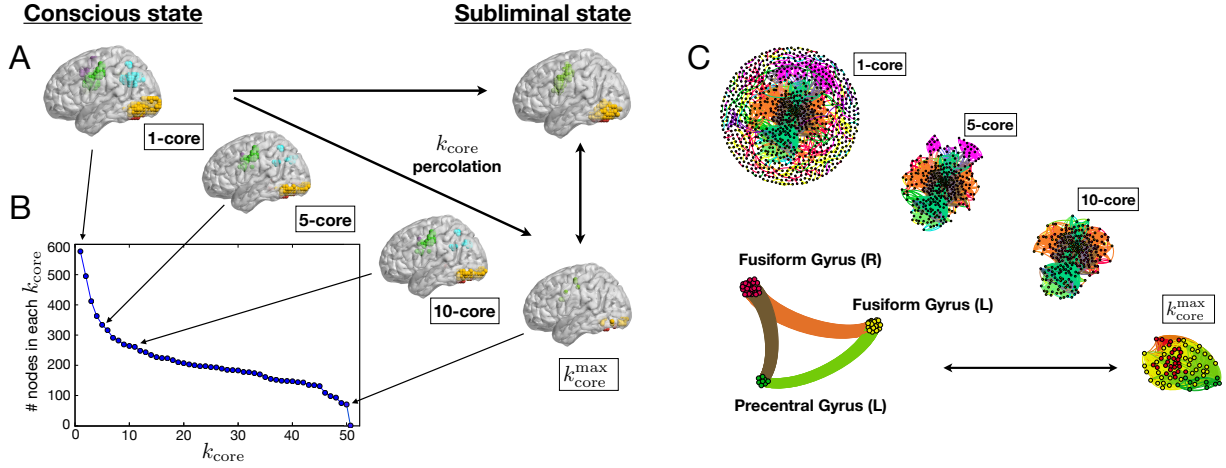 Conscious state
Subliminal state
A
1-core
5-core
10-core
k_core
percolation
k_core^max
B
# nodes in each k_core
600
500
400
300
200
100
0
0
10
20
30
40
50
k_core
C
1-core
5-core
10-core
k_core^max
Fusiform Gyrus (R)
Fusiform Gyrus (L)
Precentral Gyrus (L)